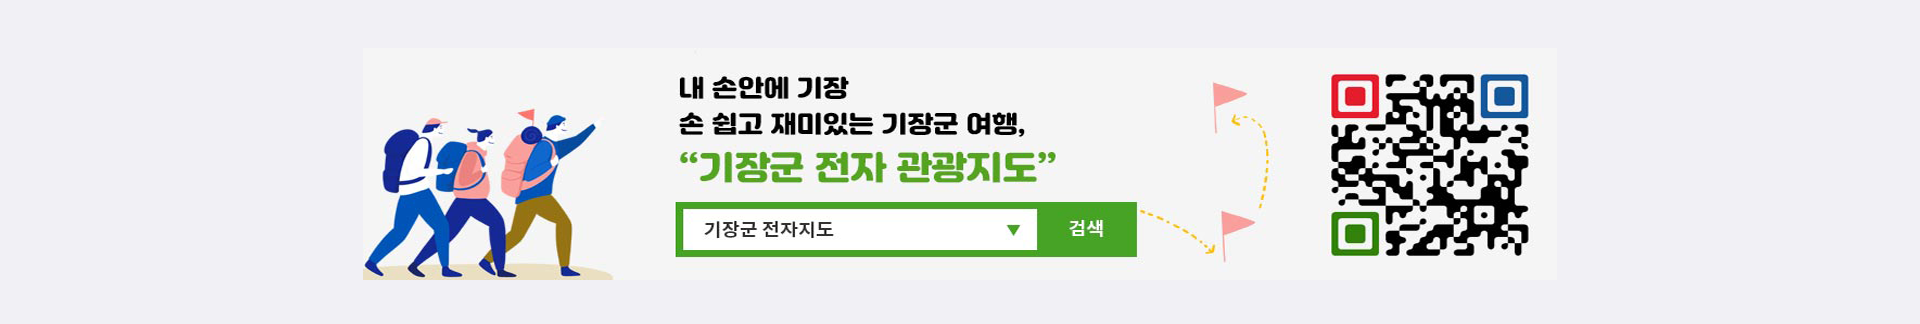 내 손안에 기장
손 쉽고 재미있는 기장군 여행,
“기장군 전자 관광지도”
기장군 전자지도 ▼ 검색